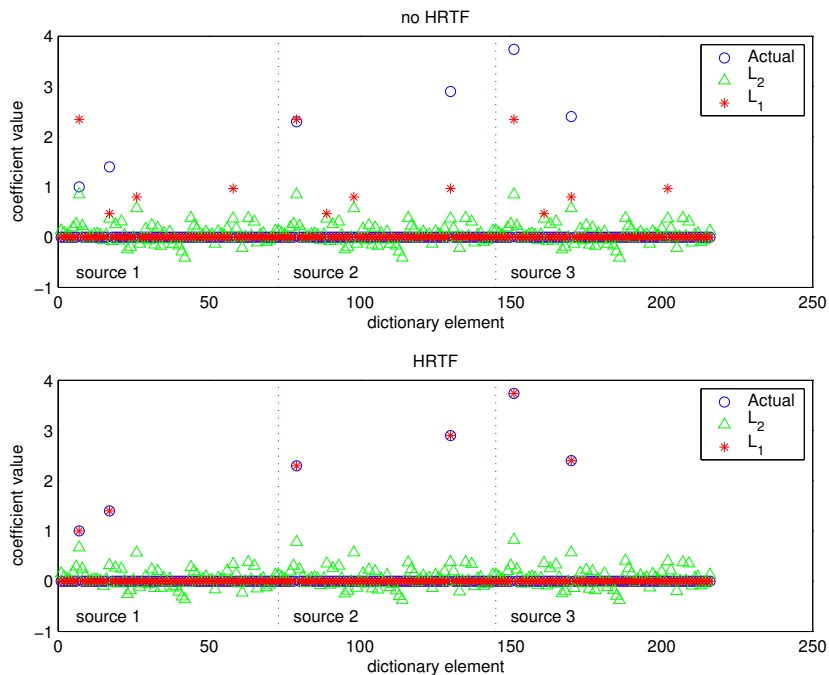 no HRTF
4
3
2
1
0
−1
coefficient value
Actual
L2
L1
source 1
source 2
source 3
0
50
100
150
200
250
dictionary element
HRTF
4
3
2
1
0
−1
coefficient value
Actual
L2
L1
source 1
source 2
source 3
0
50
100
150
200
250
dictionary element